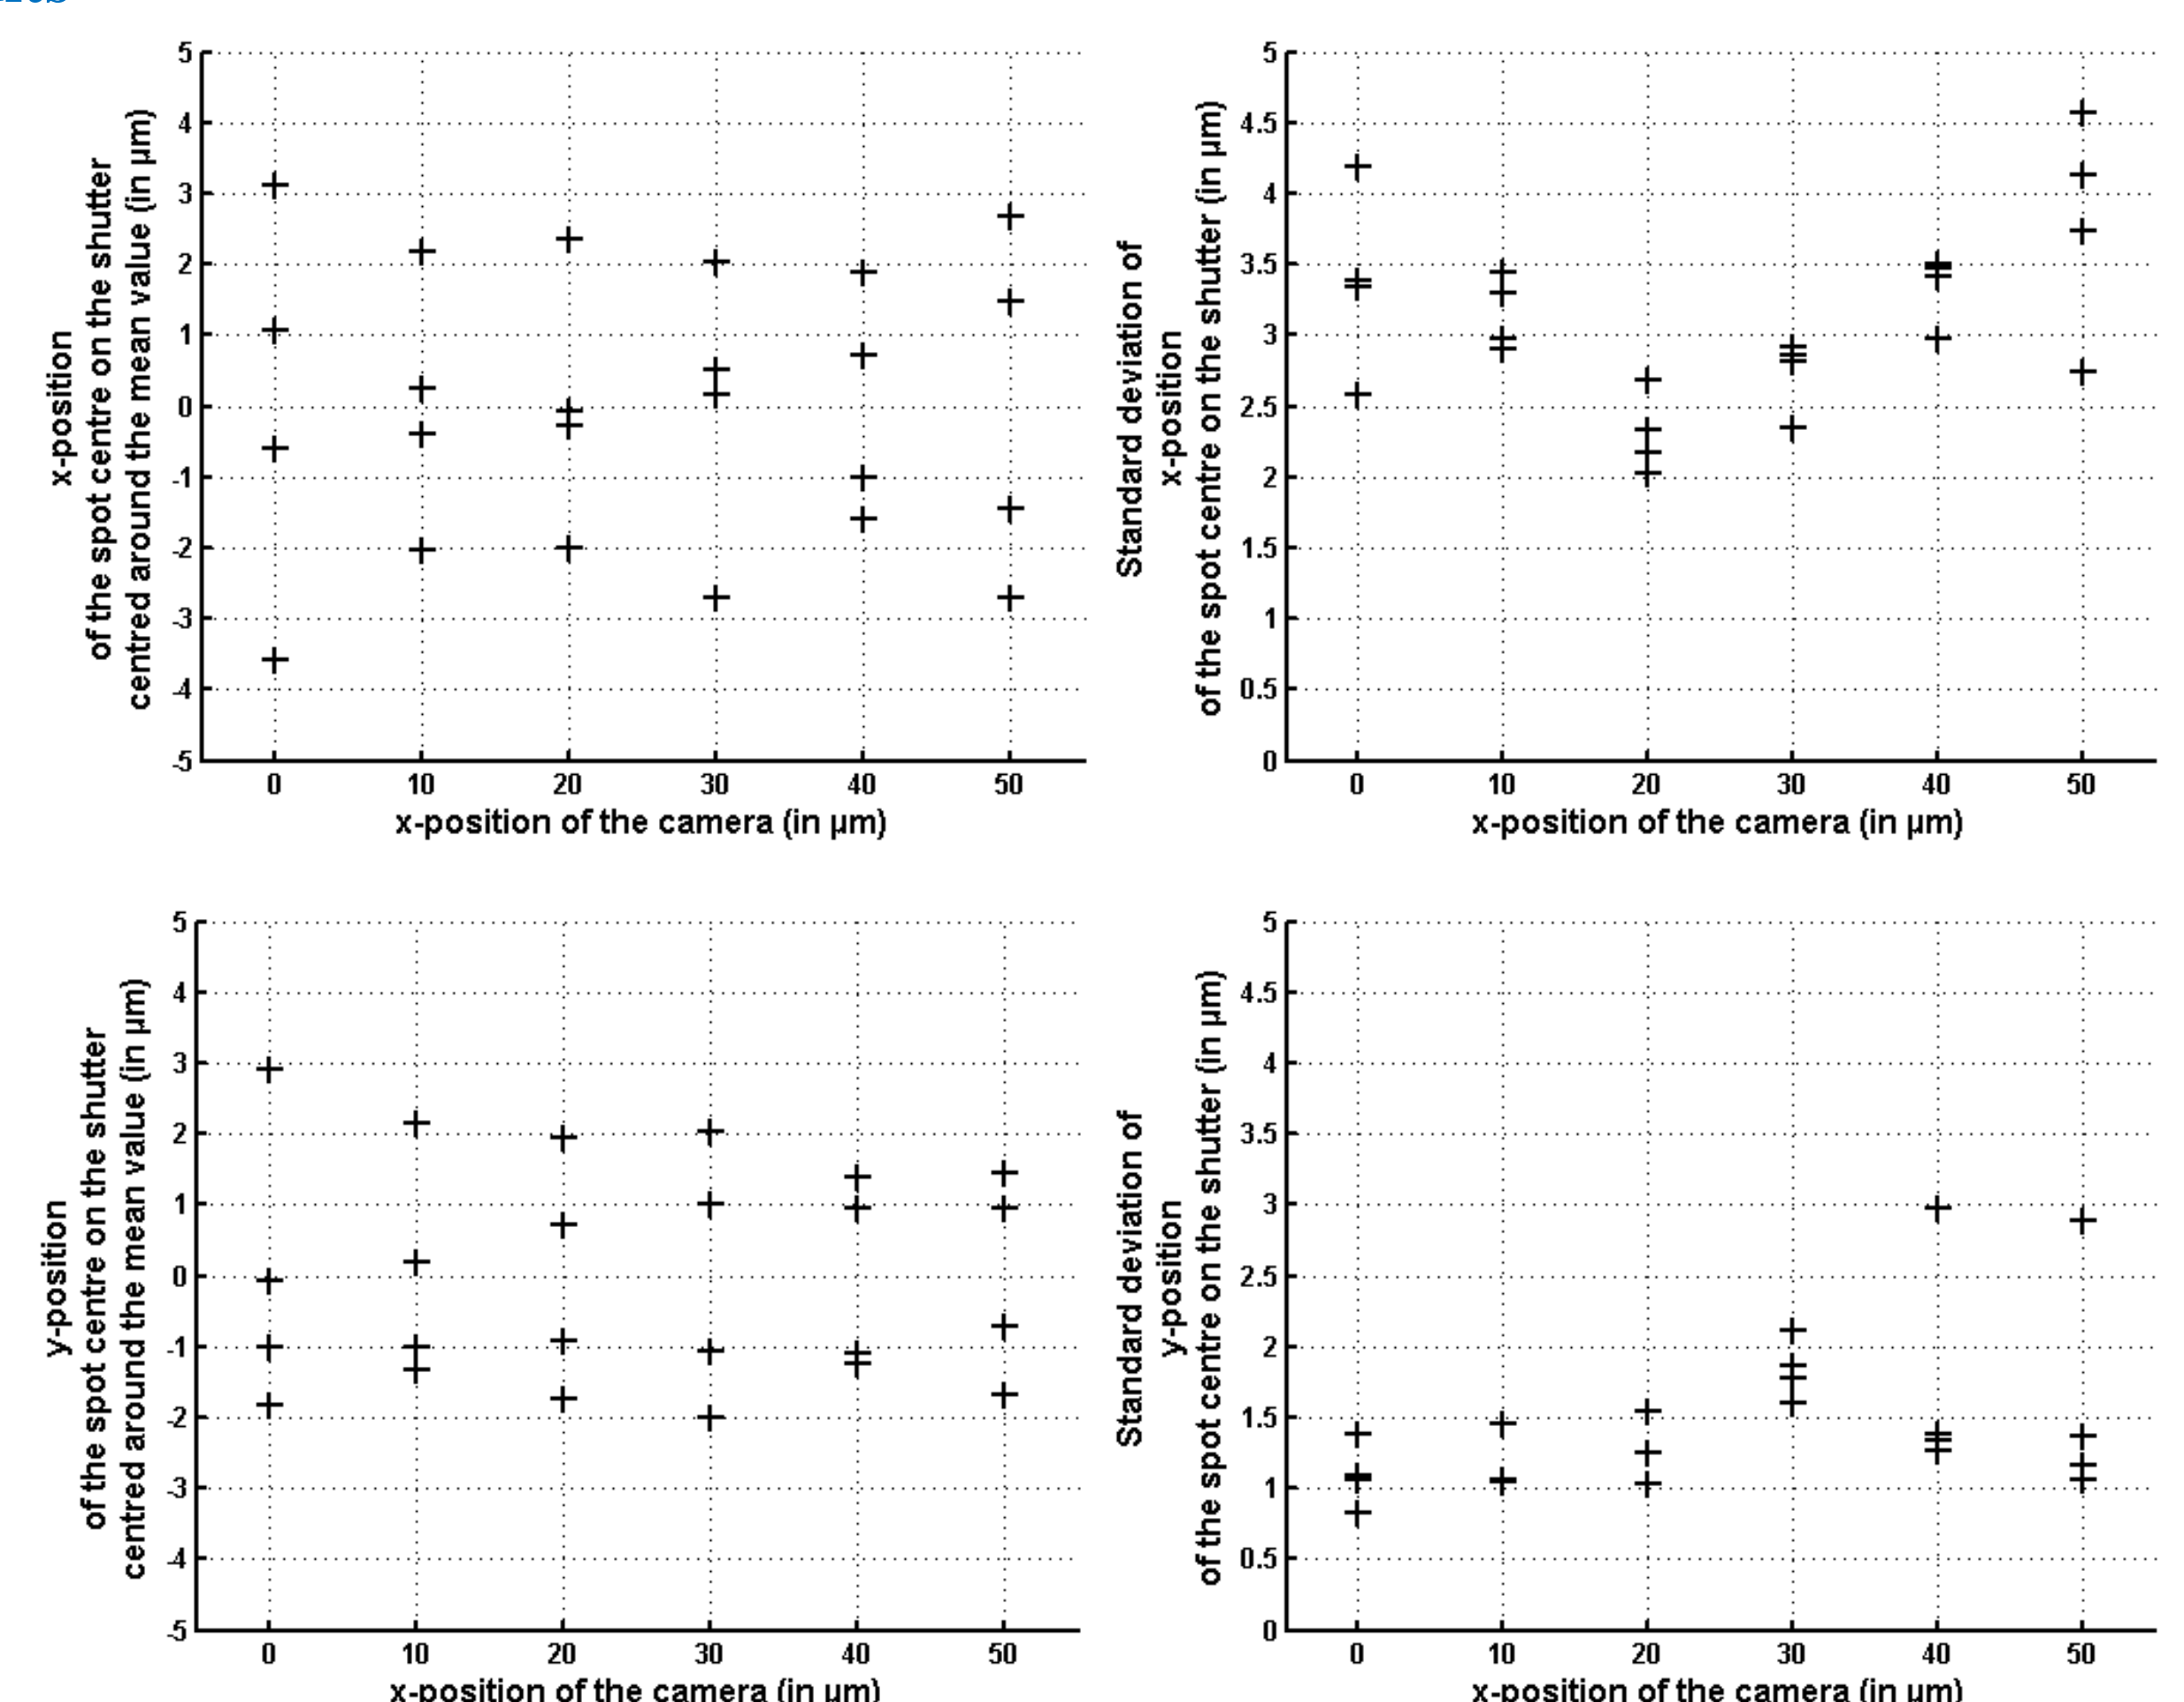 5
4
3
2
1
0
-1
-2
-3
-4
-5
0 10 20 30 40 50
x-position of the camera (in µm)
x-position
of the spot centre on the shutter
centred around the mean value (in µm)
5
4.5
4
3.5
3
2.5
2
1.5
1
0.5
0
0 10 20 30 40 50
x-position of the camera (in µm)
Standard deviation of
x-position
of the spot centre on the shutter (in µm)
5
4
3
2
1
0
-1
-2
-3
-4
-5
0 10 20 30 40 50
x-position of the camera (in µm)
y-position
of the spot centre on the shutter
centred around the mean value (in µm)
5
4.5
4
3.5
3
2.5
2
1.5
1
0.5
0
0 10 20 30 40 50
x-position of the camera (in µm)
Standard deviation of
y-position
of the spot centre on the shutter (in µm)